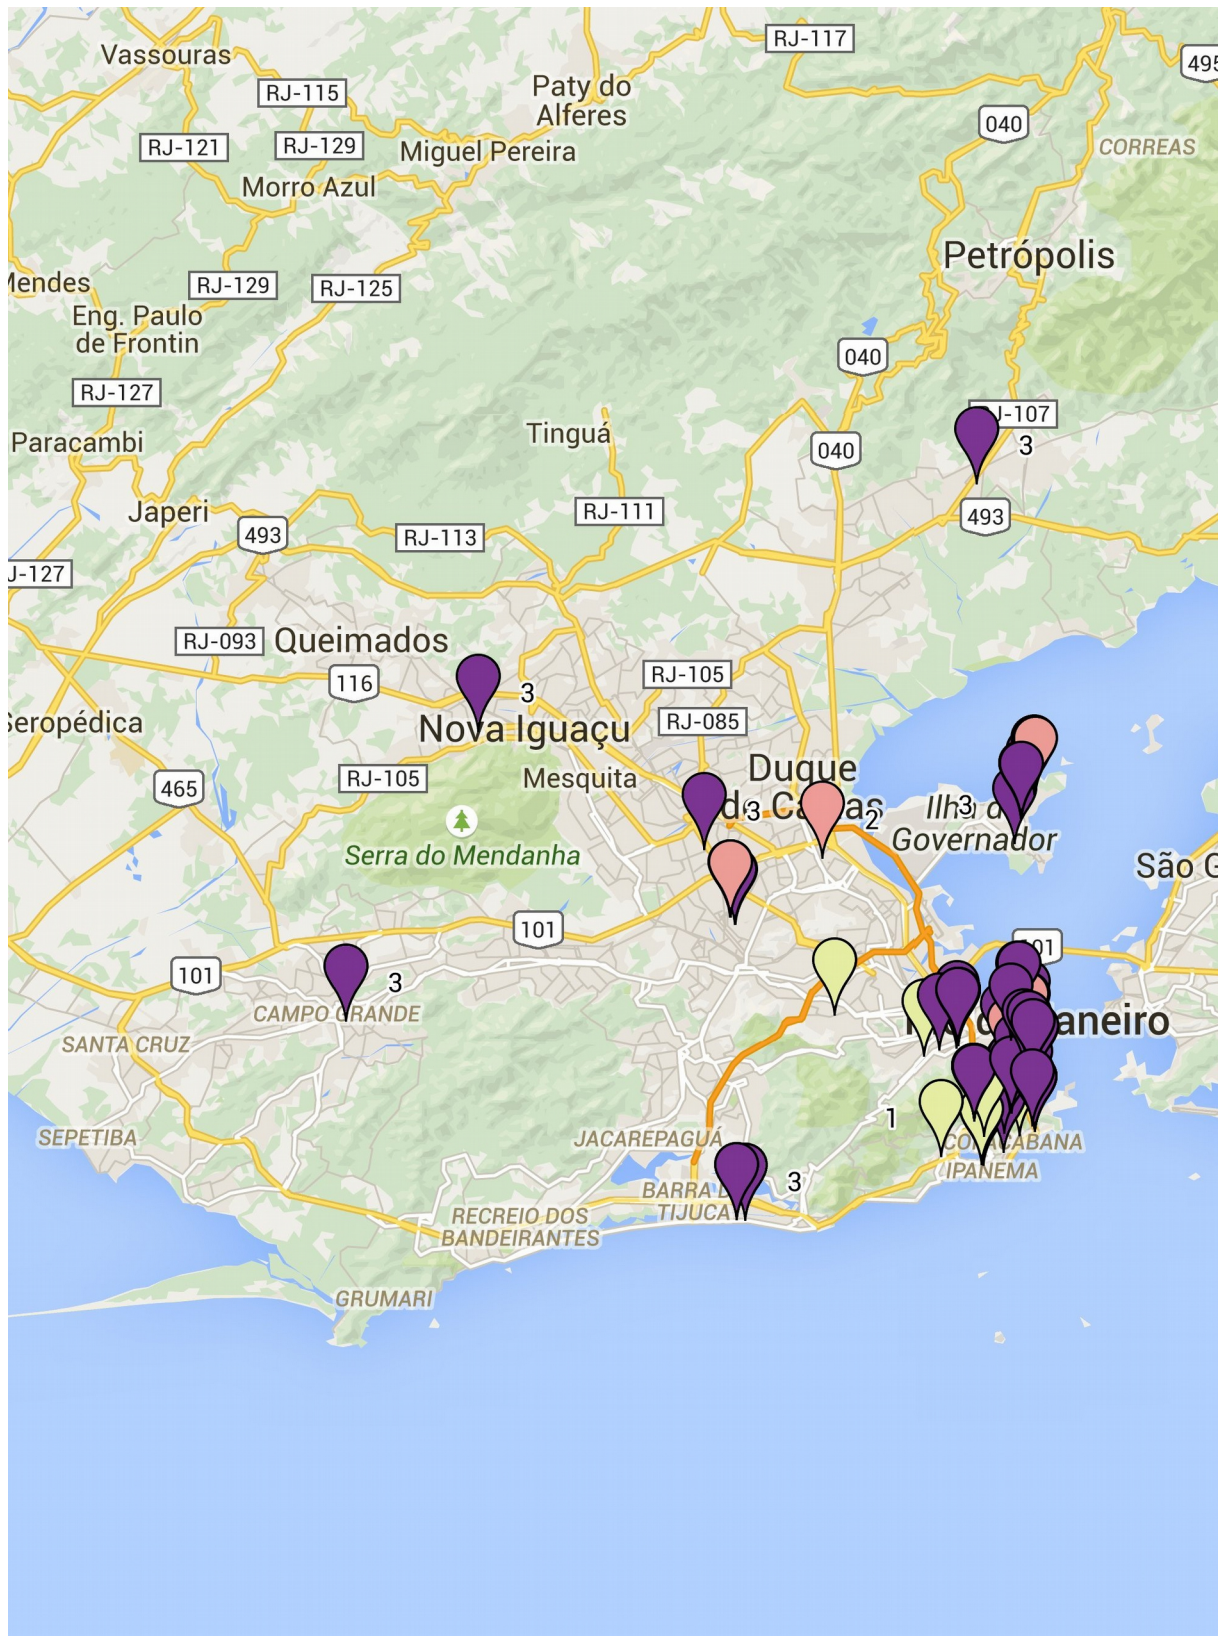 RJ-117
Vassouras
495
Paty do
Alferes
RJ-115
040
RJ-121
RJ-129
Miguel Pereira
CORREAS
Morro Azul
Petrópolis
Mendes
RJ-129
RJ-125
Eng. Paulo
de Frontin
040
RJ-127
RJ-107
Paracambi
Tinguá
040
3
Japeri
RJ-111
493
493
RJ-113
J-127
RJ-093
Queimados
116
RJ-105
3
Seropédica
RJ-085
Nova Iguaçu
RJ-105
Mesquita
Duque
465
3
2
3
Governador
Serra do Mendanha
São G
101
101
101
3
CAMPO GRANDE
aneiro
SANTA CRUZ
1
SEPETIBA
JACAREPAGUÁ
COPACABANA
IPANEMA
3
BARRA D
TIJUCA
RECREIO DOS
BANDEIRANTES
GRUMARI